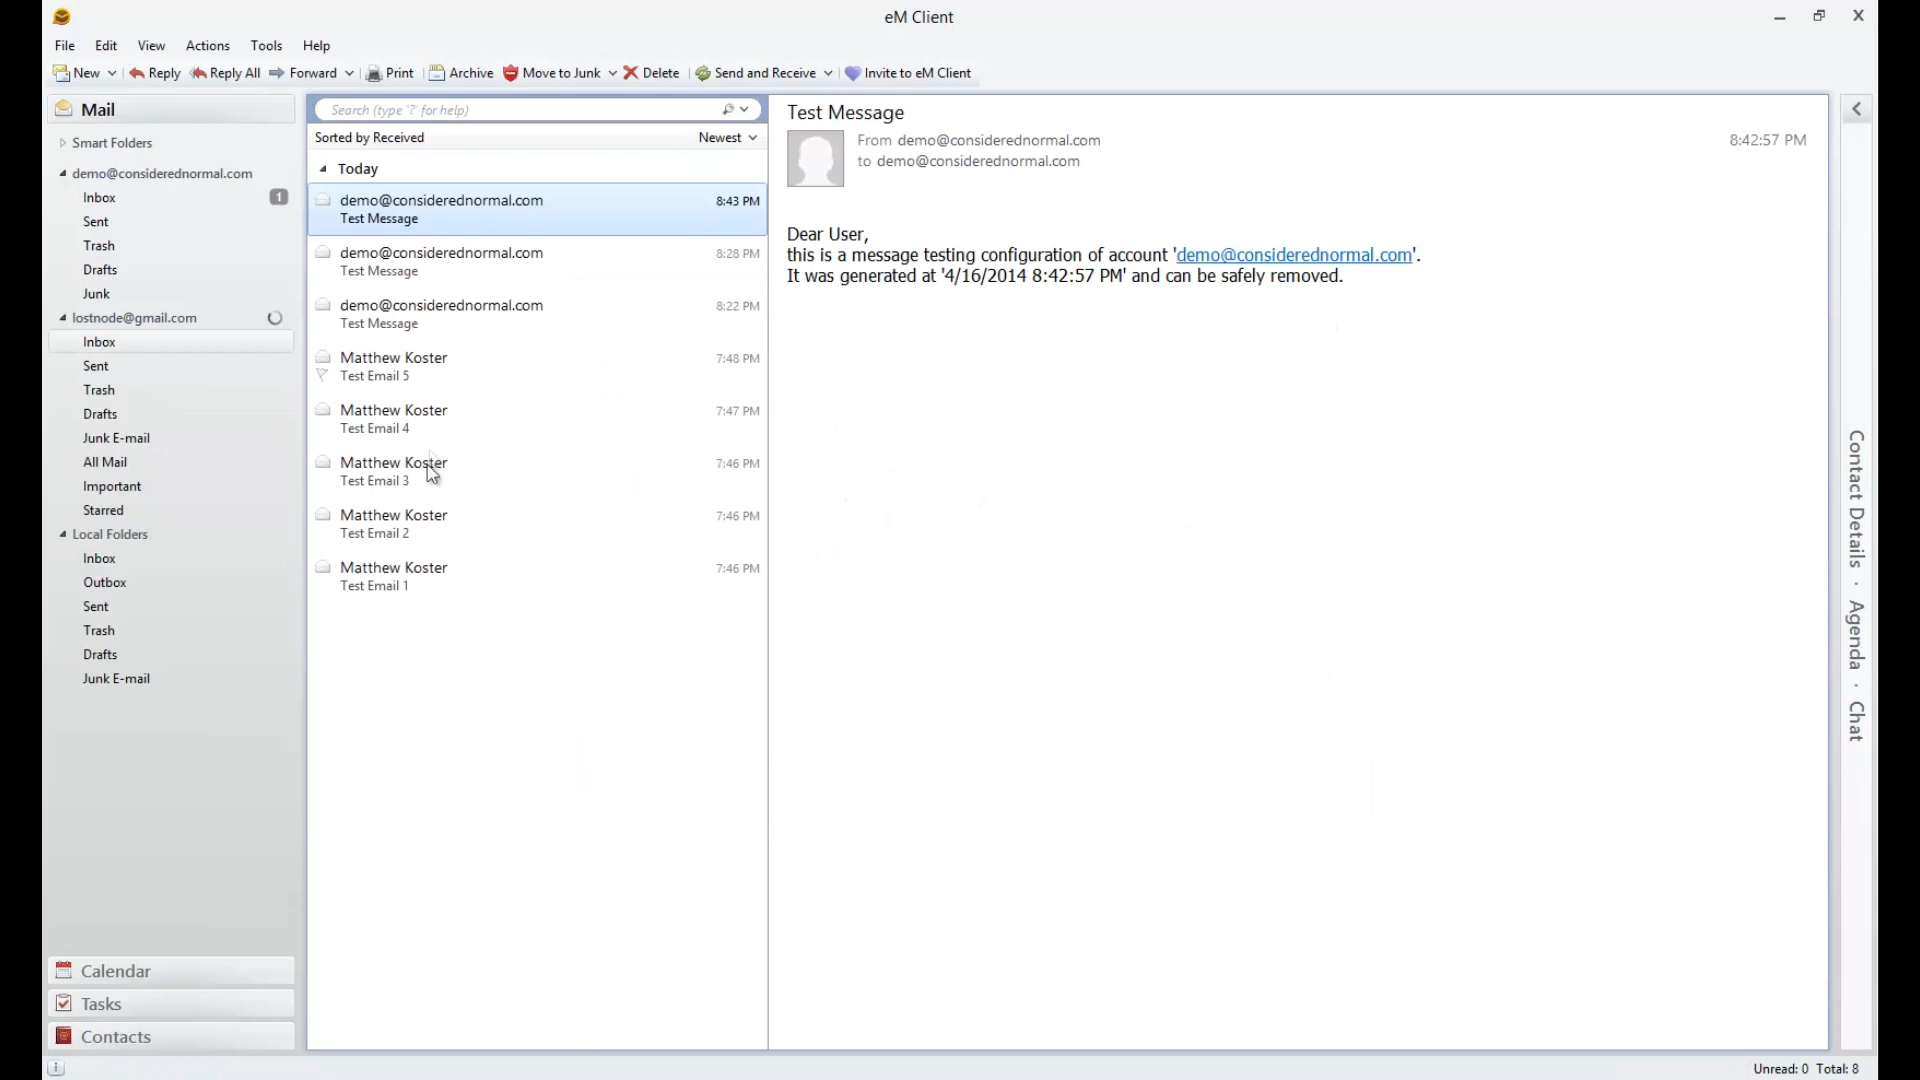 eM Client
File Edit View Actions Tools Help
New Reply Reply All Forward Print Archive Move to Junk Delete Send and Receive Invite to eM Client
Mail
Smart Folders
demo@considerednormal.com
Inbox 1
Sent
Trash
Drafts
Junk
lostnode@gmail.com
Inbox
Sent
Trash
Drafts
Junk E-mail
All Mail
Important
Starred
Local Folders
Inbox
Outbox
Sent
Trash
Drafts
Junk E-mail
Calendar
Tasks
Contacts
Search (type '?' for help)
Sorted by Received Newest
Today
demo@considerednormal.com 8:43 PM
Test Message
demo@considerednormal.com 8:28 PM
Test Message
demo@considerednormal.com 8:22 PM
Test Message
Matthew Koster 7:48 PM
Test Email 5
Matthew Koster 7:47 PM
Test Email 4
Matthew Koster 7:46 PM
Test Email 3
Matthew Koster 7:46 PM
Test Email 2
Matthew Koster 7:46 PM
Test Email 1
Test Message
From demo@considerednormal.com 8:42:57 PM
to demo@considerednormal.com
Dear User,
this is a message testing configuration of account 'demo@considerednormal.com'.
It was generated at '4/16/2014 8:42:57 PM' and can be safely removed.
Contact Details · Agenda · Chat
Unread: 0 Total: 8